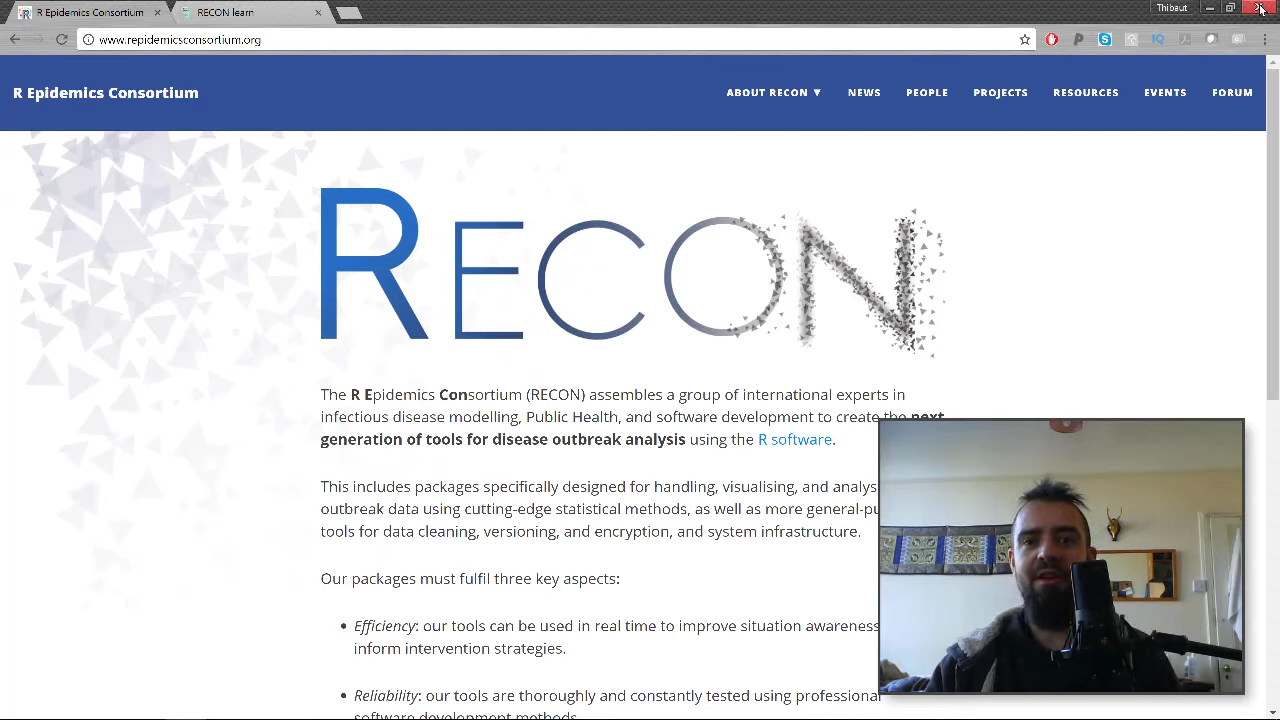 R Epidemics Consortium
RECON learn
Thibaut
www.repidemicsconsortium.org
R Epidemics Consortium
ABOUT RECON ▼ NEWS PEOPLE PROJECTS RESOURCES EVENTS FORUM
RECON
The R Epidemics Consortium (RECON) assembles a group of international experts in
infectious disease modelling, Public Health, and software development to create the next
generation of tools for disease outbreak analysis using the R software.
This includes packages specifically designed for handling, visualising, and analys
outbreak data using cutting-edge statistical methods, as well as more general-pu
tools for data cleaning, versioning, and encryption, and system infrastructure.
Our packages must fulfil three key aspects:
• Efficiency: our tools can be used in real time to improve situation awareness
inform intervention strategies.
• Reliability: our tools are thoroughly and constantly tested using professional
software development methods.